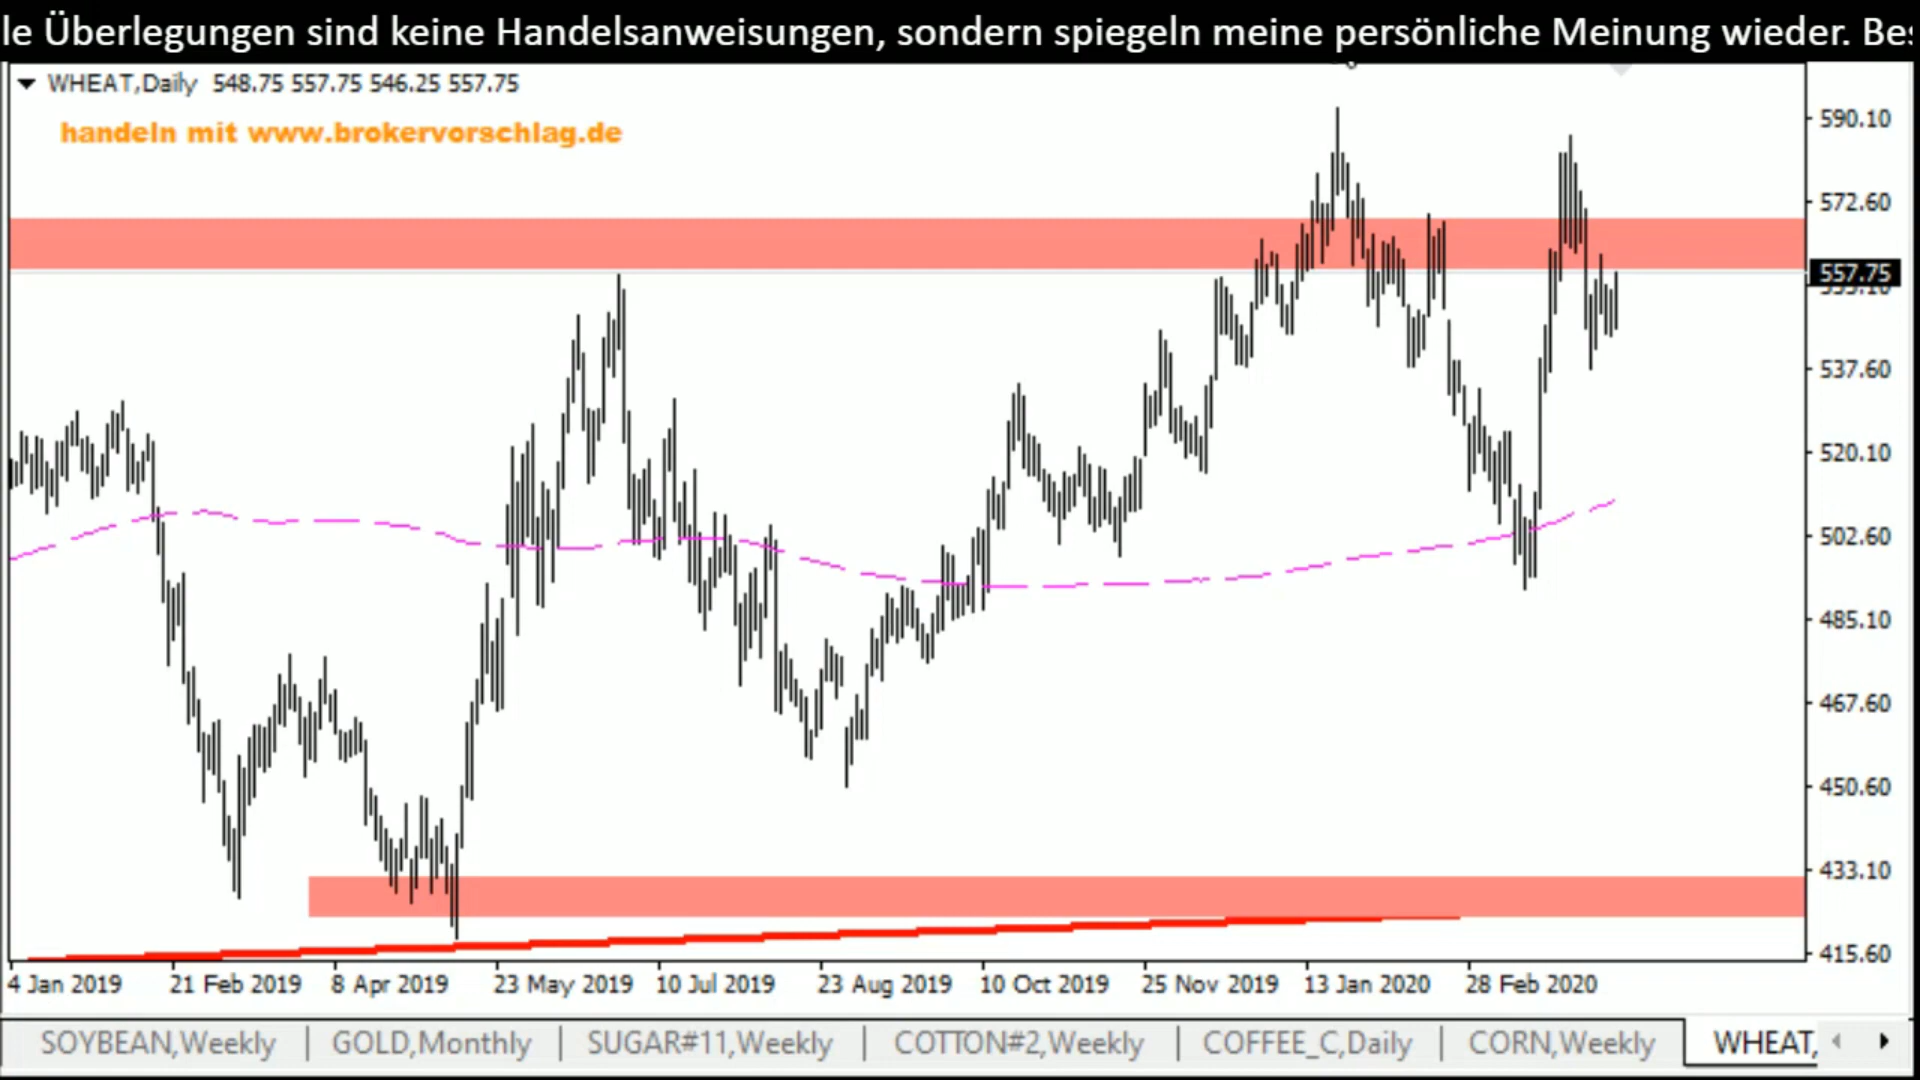 le Überlegungen sind keine Handelsanweisungen, sondern spiegeln meine persönliche Meinung wieder. Bes
WHEAT,Daily 548.75 557.75 546.25 557.75
handeln mit www.brokervorschlag.de
590.10
572.60
557.75
555.10
537.60
520.10
502.60
485.10
467.60
450.60
433.10
415.60
4 Jan 2019 21 Feb 2019 8 Apr 2019 23 May 2019 10 Jul 2019 23 Aug 2019 10 Oct 2019 25 Nov 2019 13 Jan 2020 28 Feb 2020
SOYBEAN,Weekly GOLD,Monthly SUGAR#11,Weekly COTTON#2,Weekly COFFEE_C,Daily CORN,Weekly WHEAT,